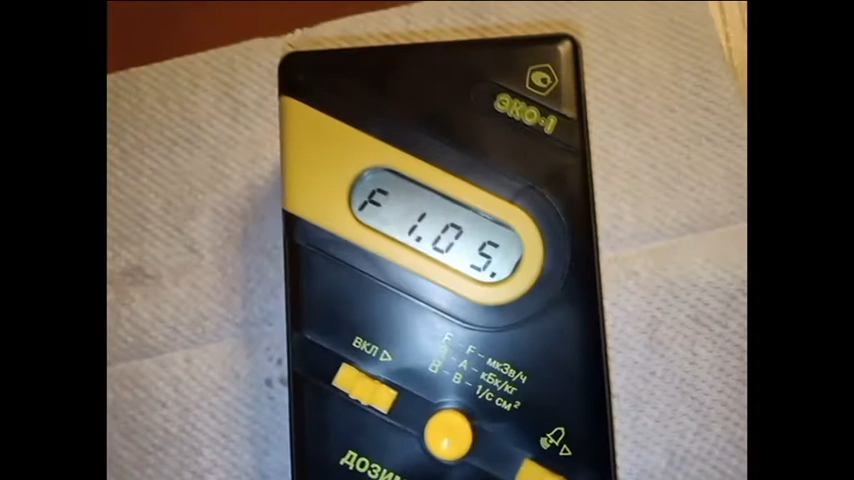 ЭКО-1
F 1.05.
ВКЛ
F – F – мкЗв/ч
A – A – кБк/кг
B – B – 1/с см²